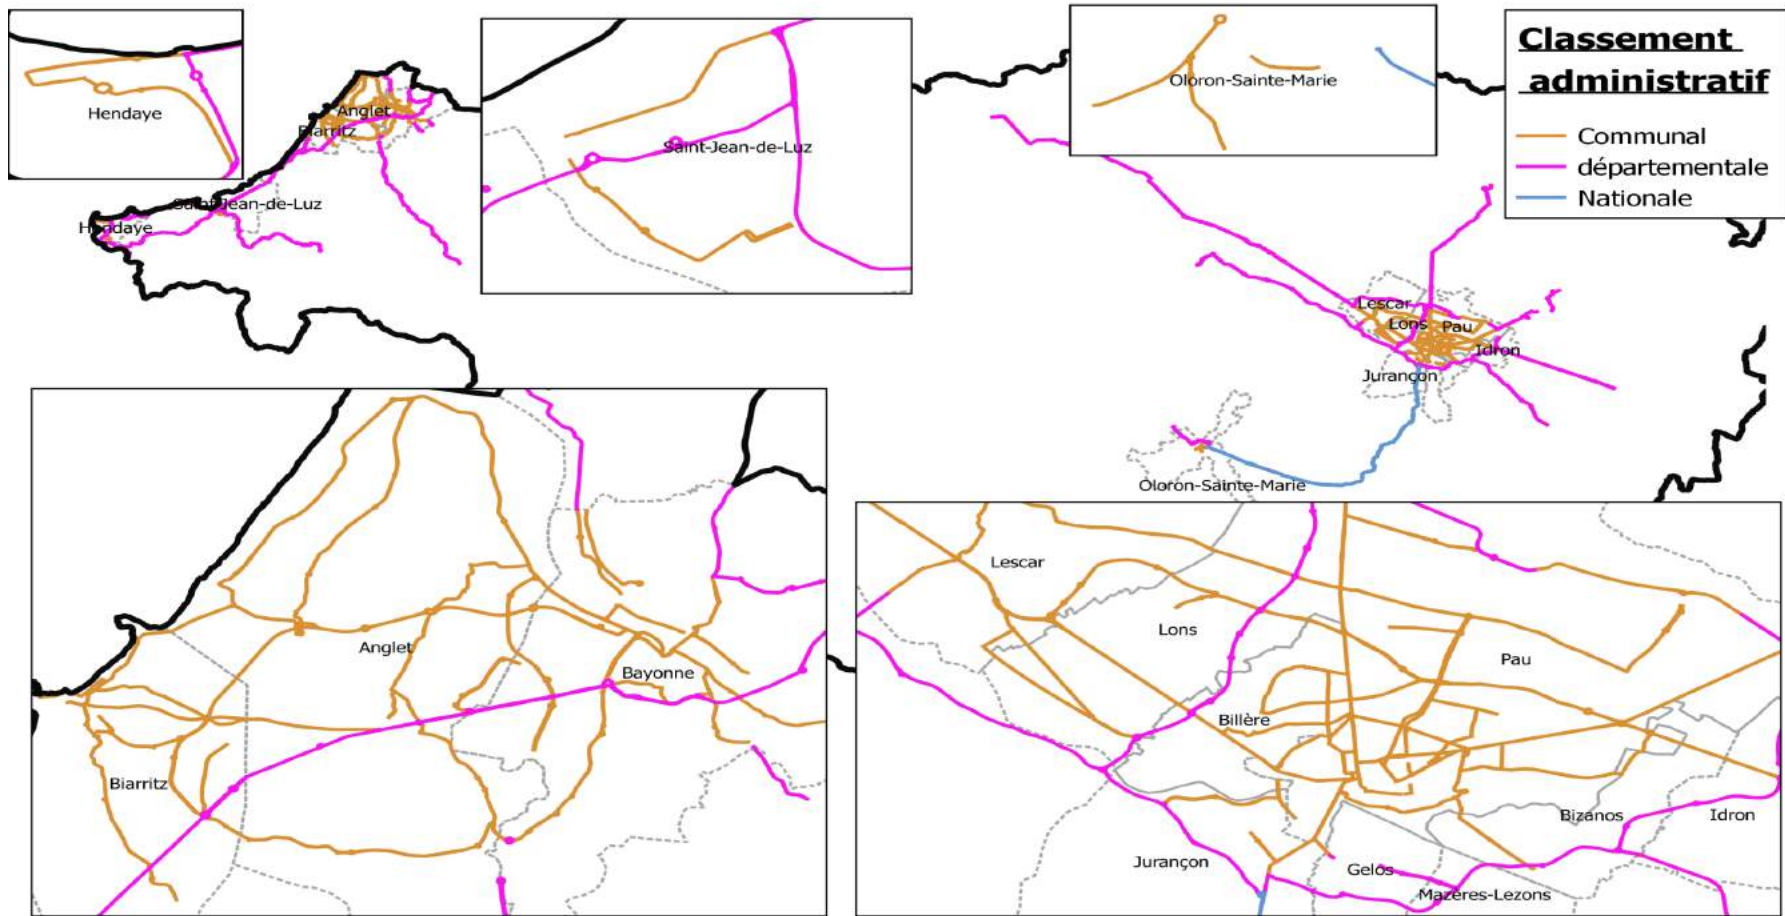 Classement
administratif
Communal
départementale
Nationale
Hendaye
Anglet
Biarritz
Saint-Jean-de-Luz
Hendaye
Saint-Jean-de-Luz
Oloron-Sainte-Marie
Lescar
Lons
Pau
Idron
Jurançon
Oloron-Sainte-Marie
Anglet
Bayonne
Biarritz
Lescar
Lons
Pau
Billère
Bizanos
Idron
Jurançon
Gelos
Mazères-Lezons